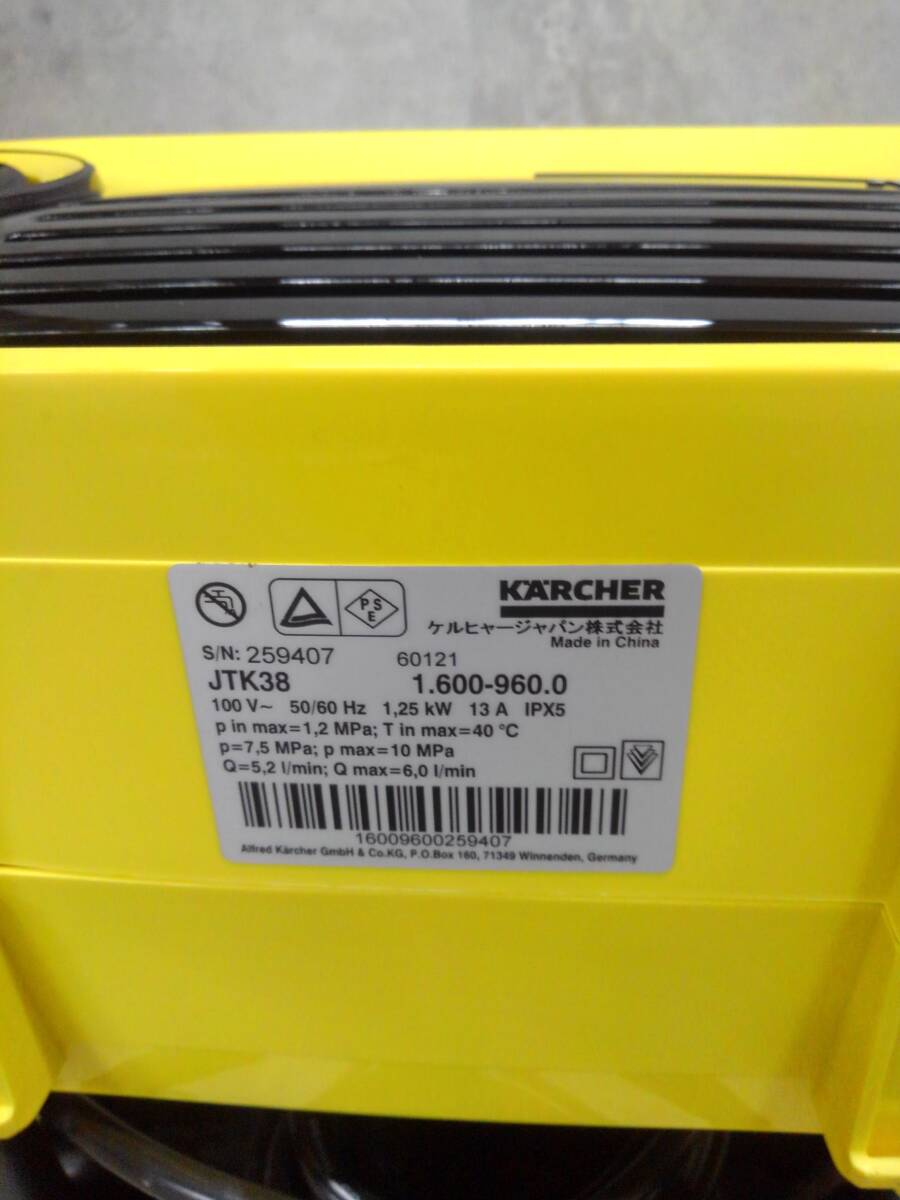 PSE
KÄRCHER
ケルヒャージャパン株式会社
Made in China
S/N: 259407 60121
JTK38 1.600-960.0
100 V~ 50/60 Hz 1,25 kW 13 A IPX5
p in max=1,2 MPa; T in max=40 °C
p=7,5 MPa; p max=10 MPa
Q=5,2 l/min; Q max=6,0 l/min
16009600259407
Alfred Kärcher GmbH & Co.KG, P.O.Box 160, 71349 Winnenden, Germany